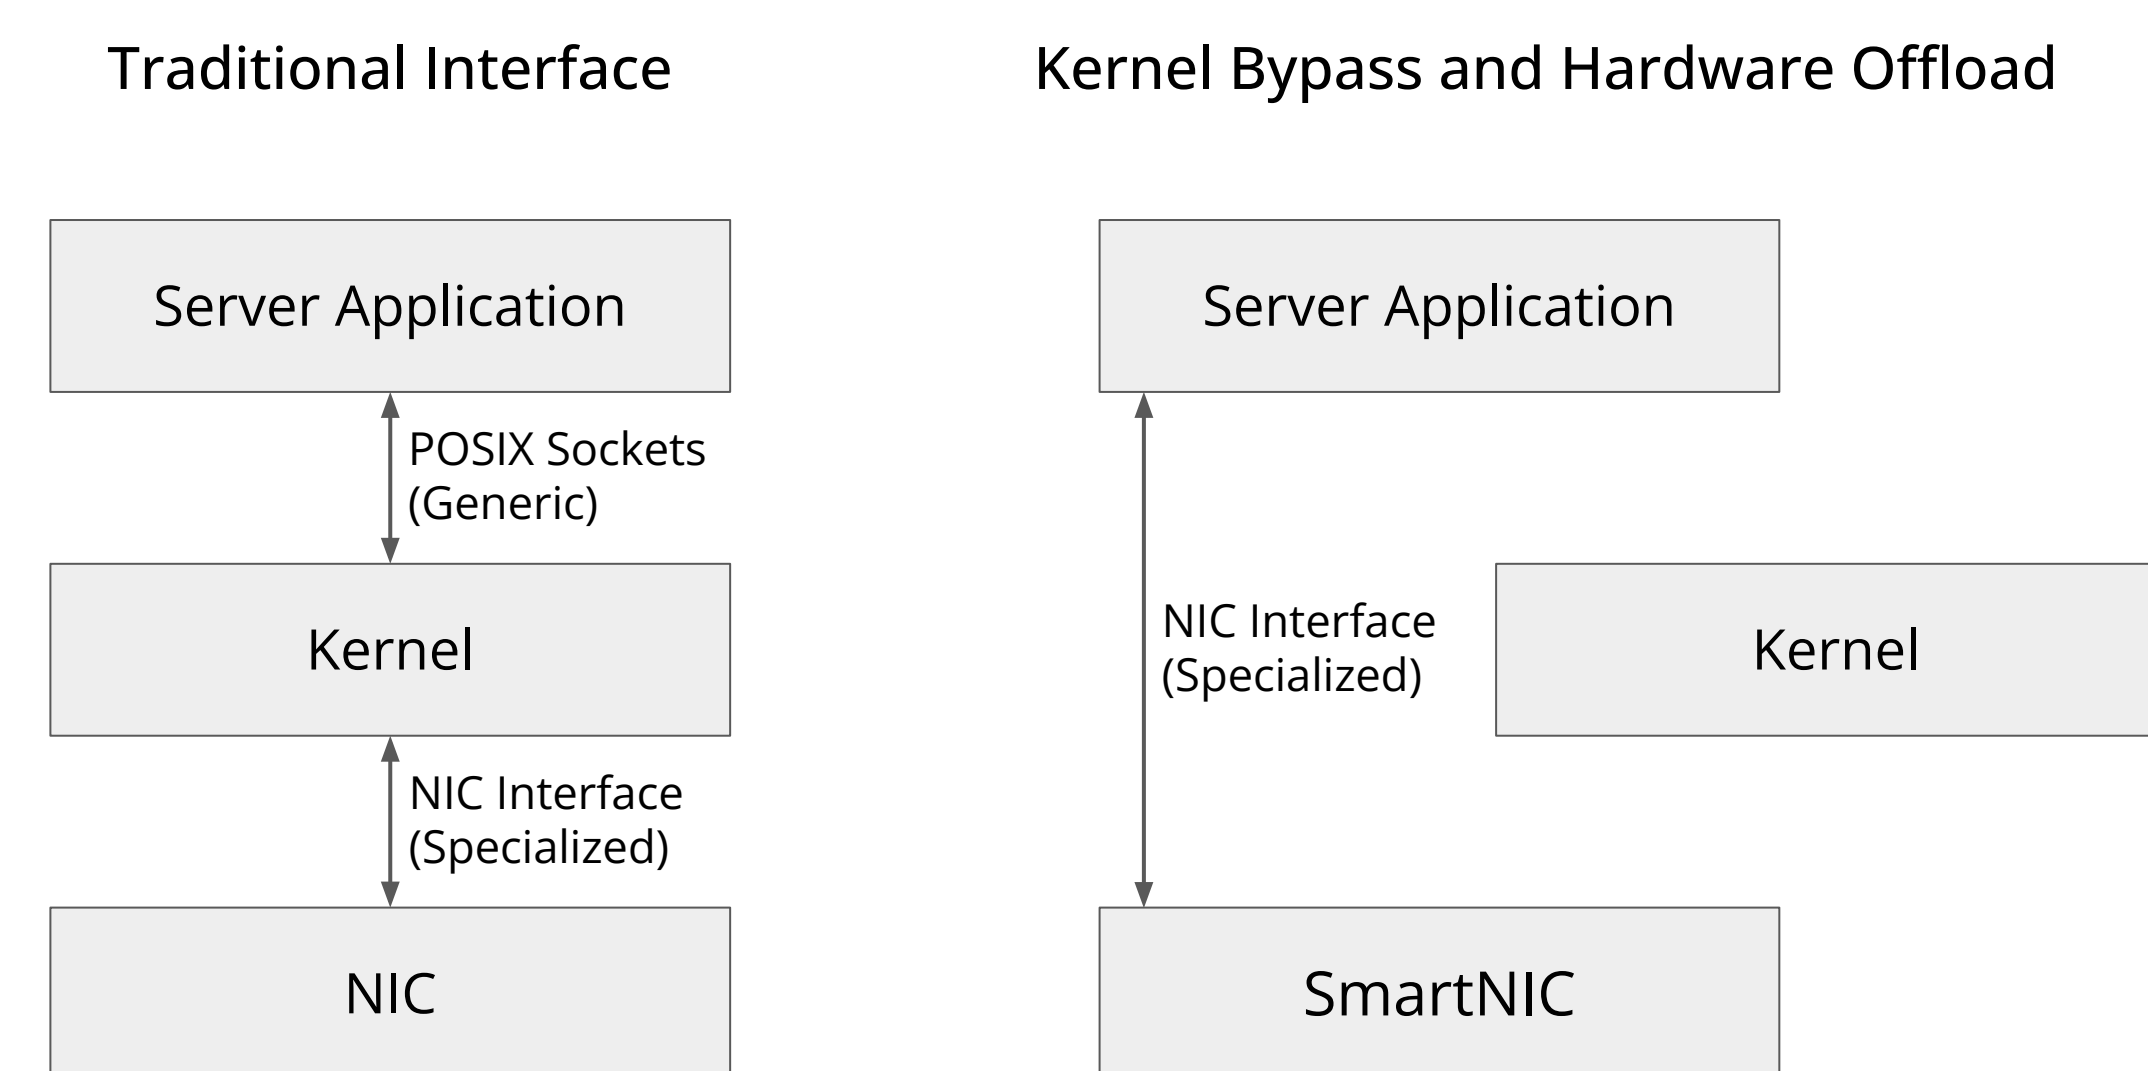 Traditional Interface
Server Application
POSIX Sockets
(Generic)
Kernel
NIC Interface
(Specialized)
NIC
Kernel Bypass and Hardware Offload
Server Application
NIC Interface
(Specialized)
Kernel
SmartNIC